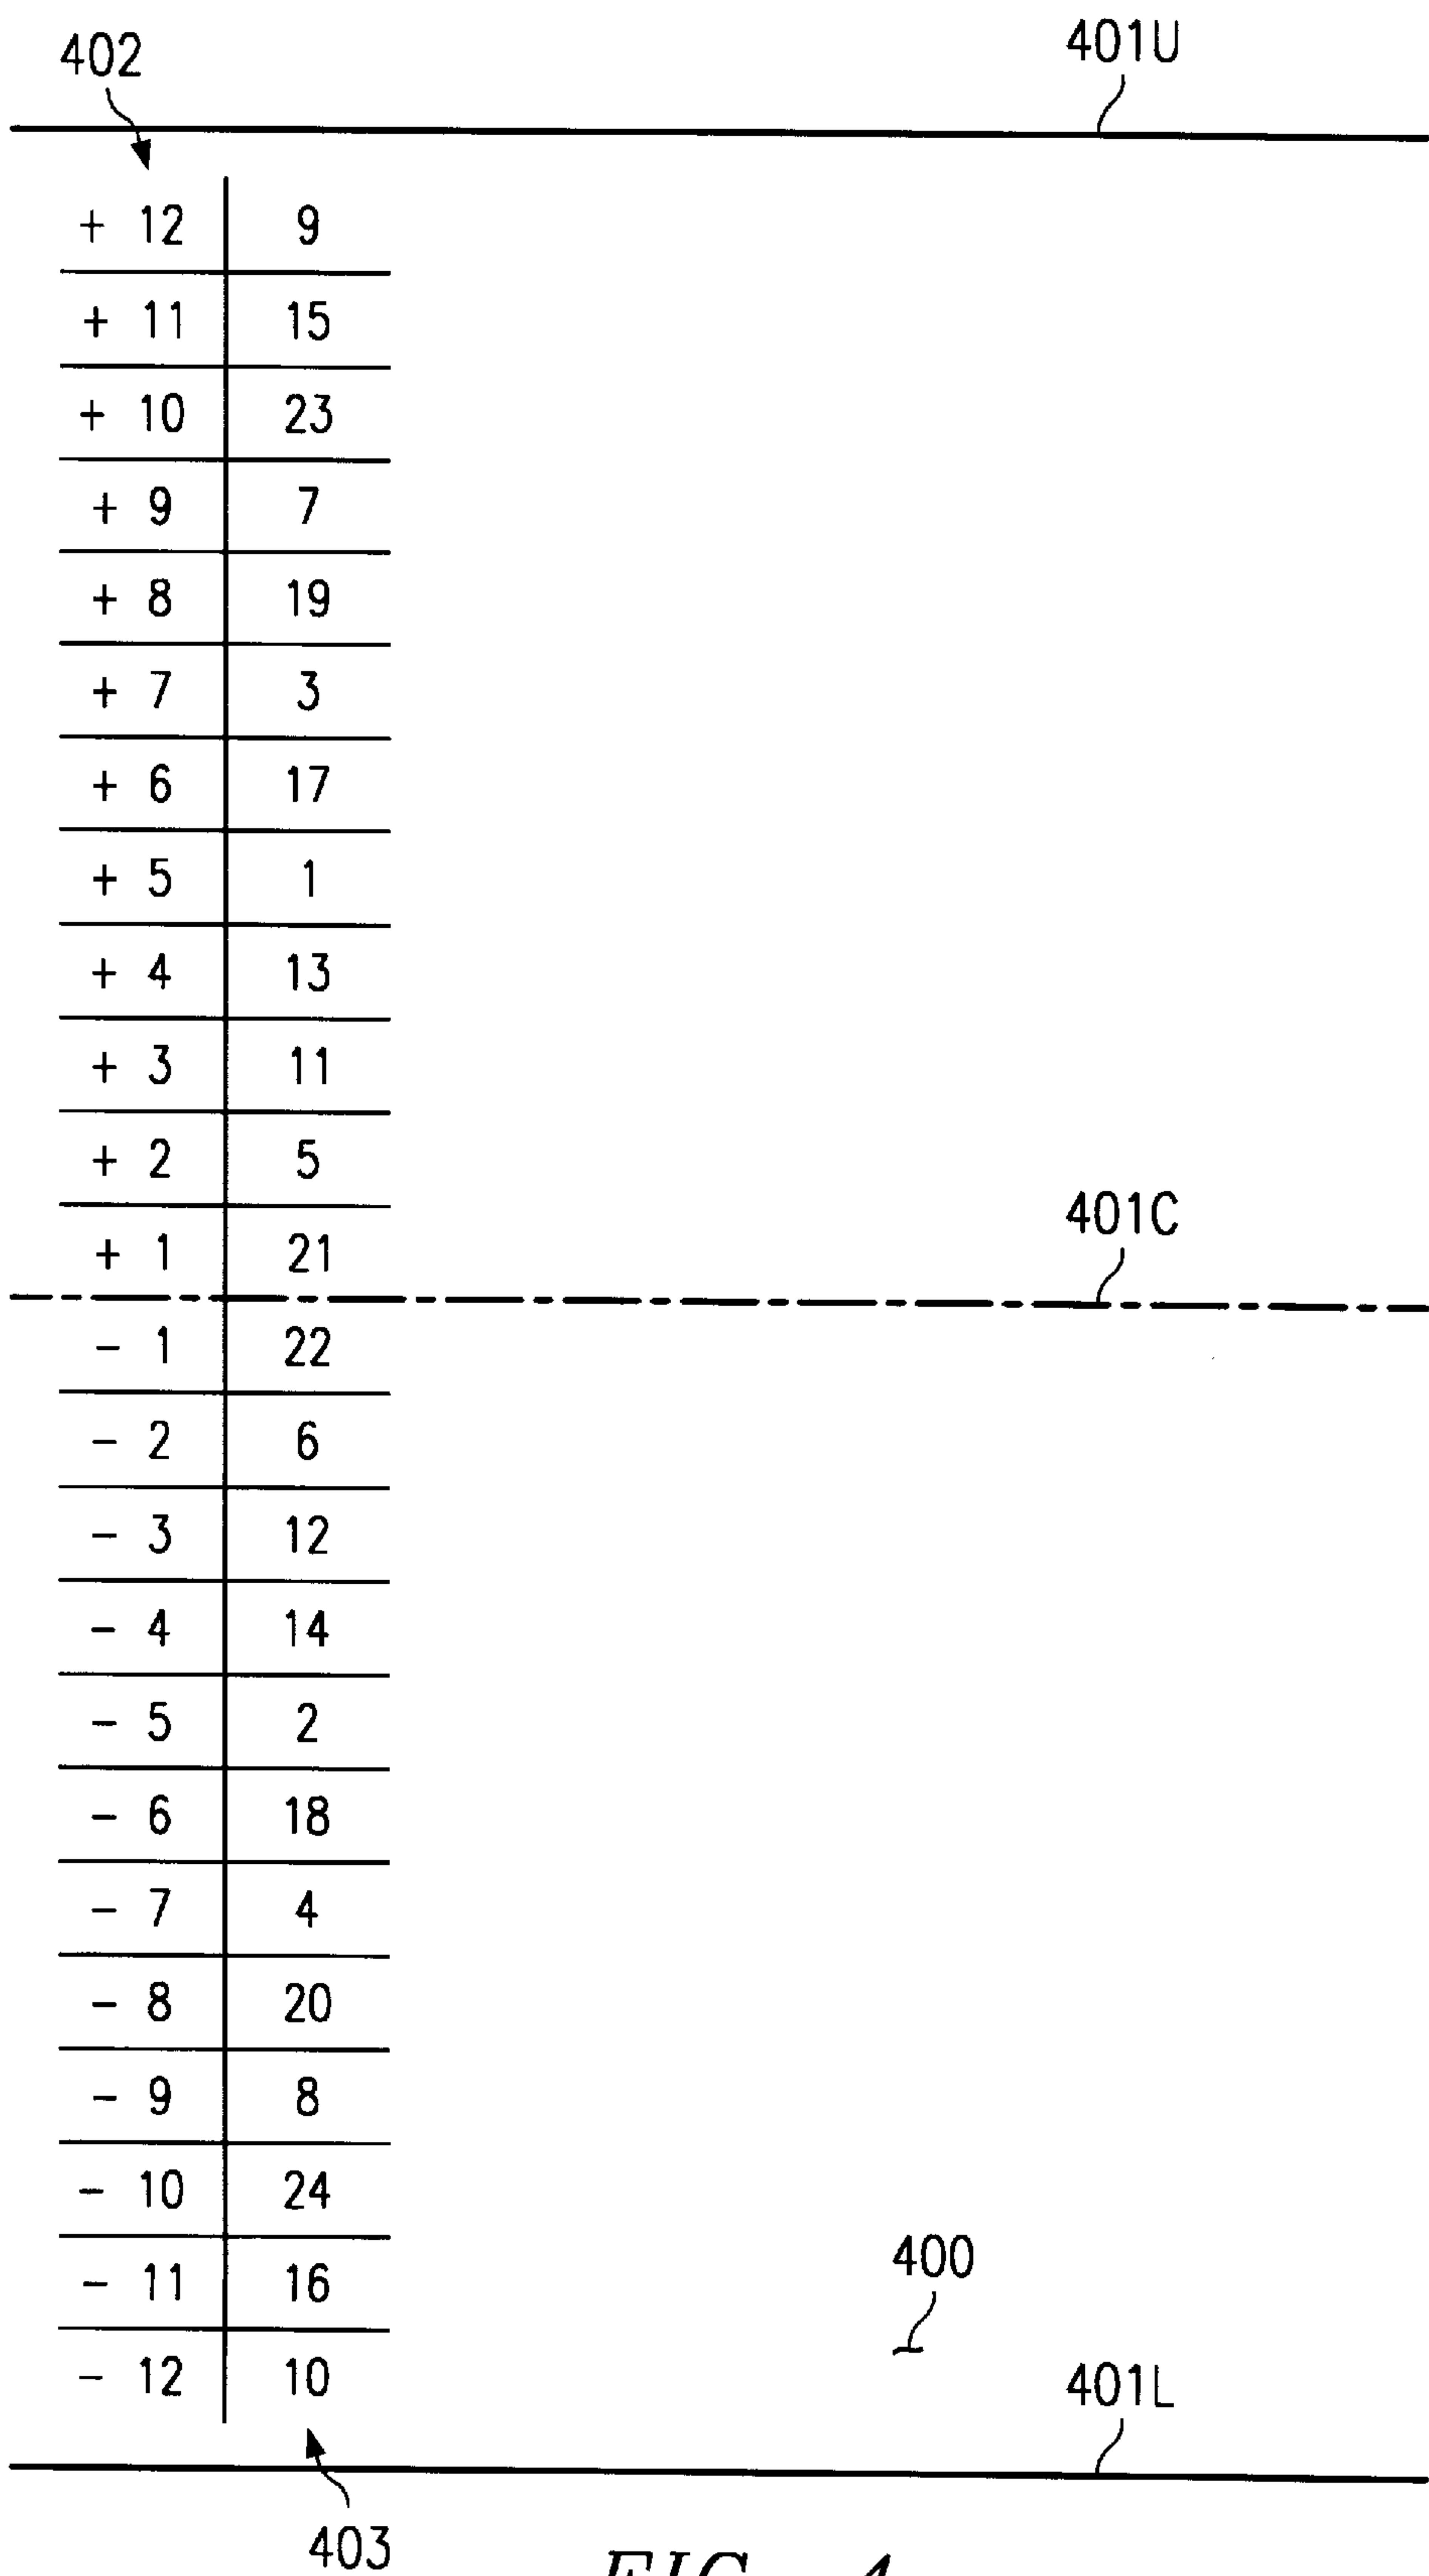 402
401U
+ 12 9
+ 11 15
+ 10 23
+ 9 7
+ 8 19
+ 7 3
+ 6 17
+ 5 1
+ 4 13
+ 3 11
+ 2 5
401C
+ 1 21
- 1 22
- 2 6
- 3 12
- 4 14
- 5 2
- 6 18
- 7 4
- 8 20
- 9 8
- 10 24
400
- 11 16
- 12 10
401L
403
FIG. 4